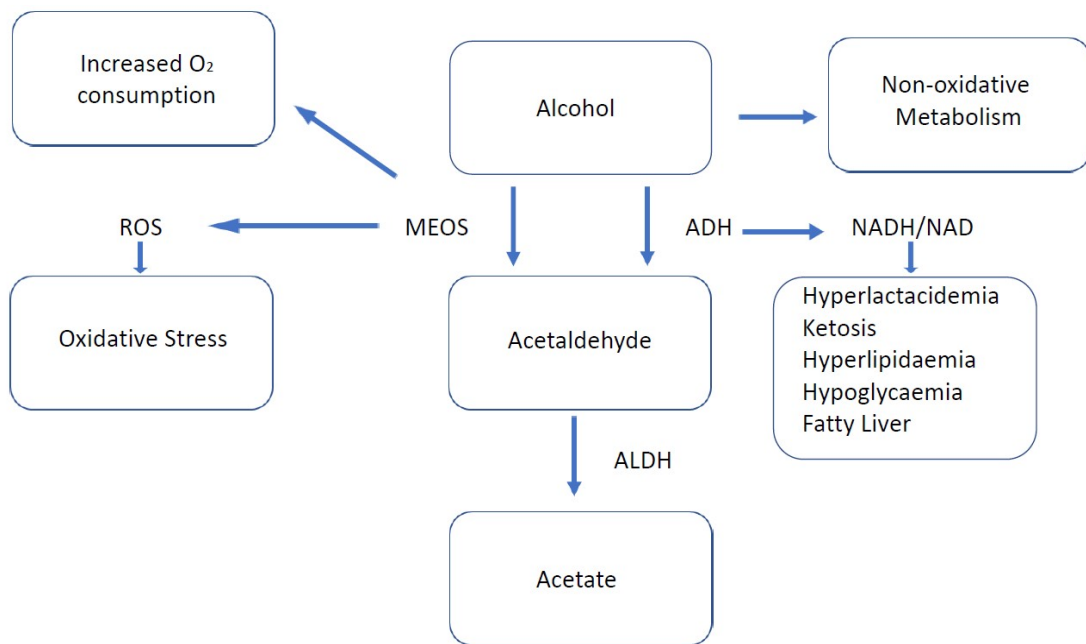 Increased O₂
consumption
Alcohol
Non-oxidative
Metabolism
ROS
MEOS
ADH
NADH/NAD
Oxidative Stress
Acetaldehyde
Hyperlactacidemia
Ketosis
Hyperlipidaemia
Hypoglycaemia
Fatty Liver
ALDH
Acetate